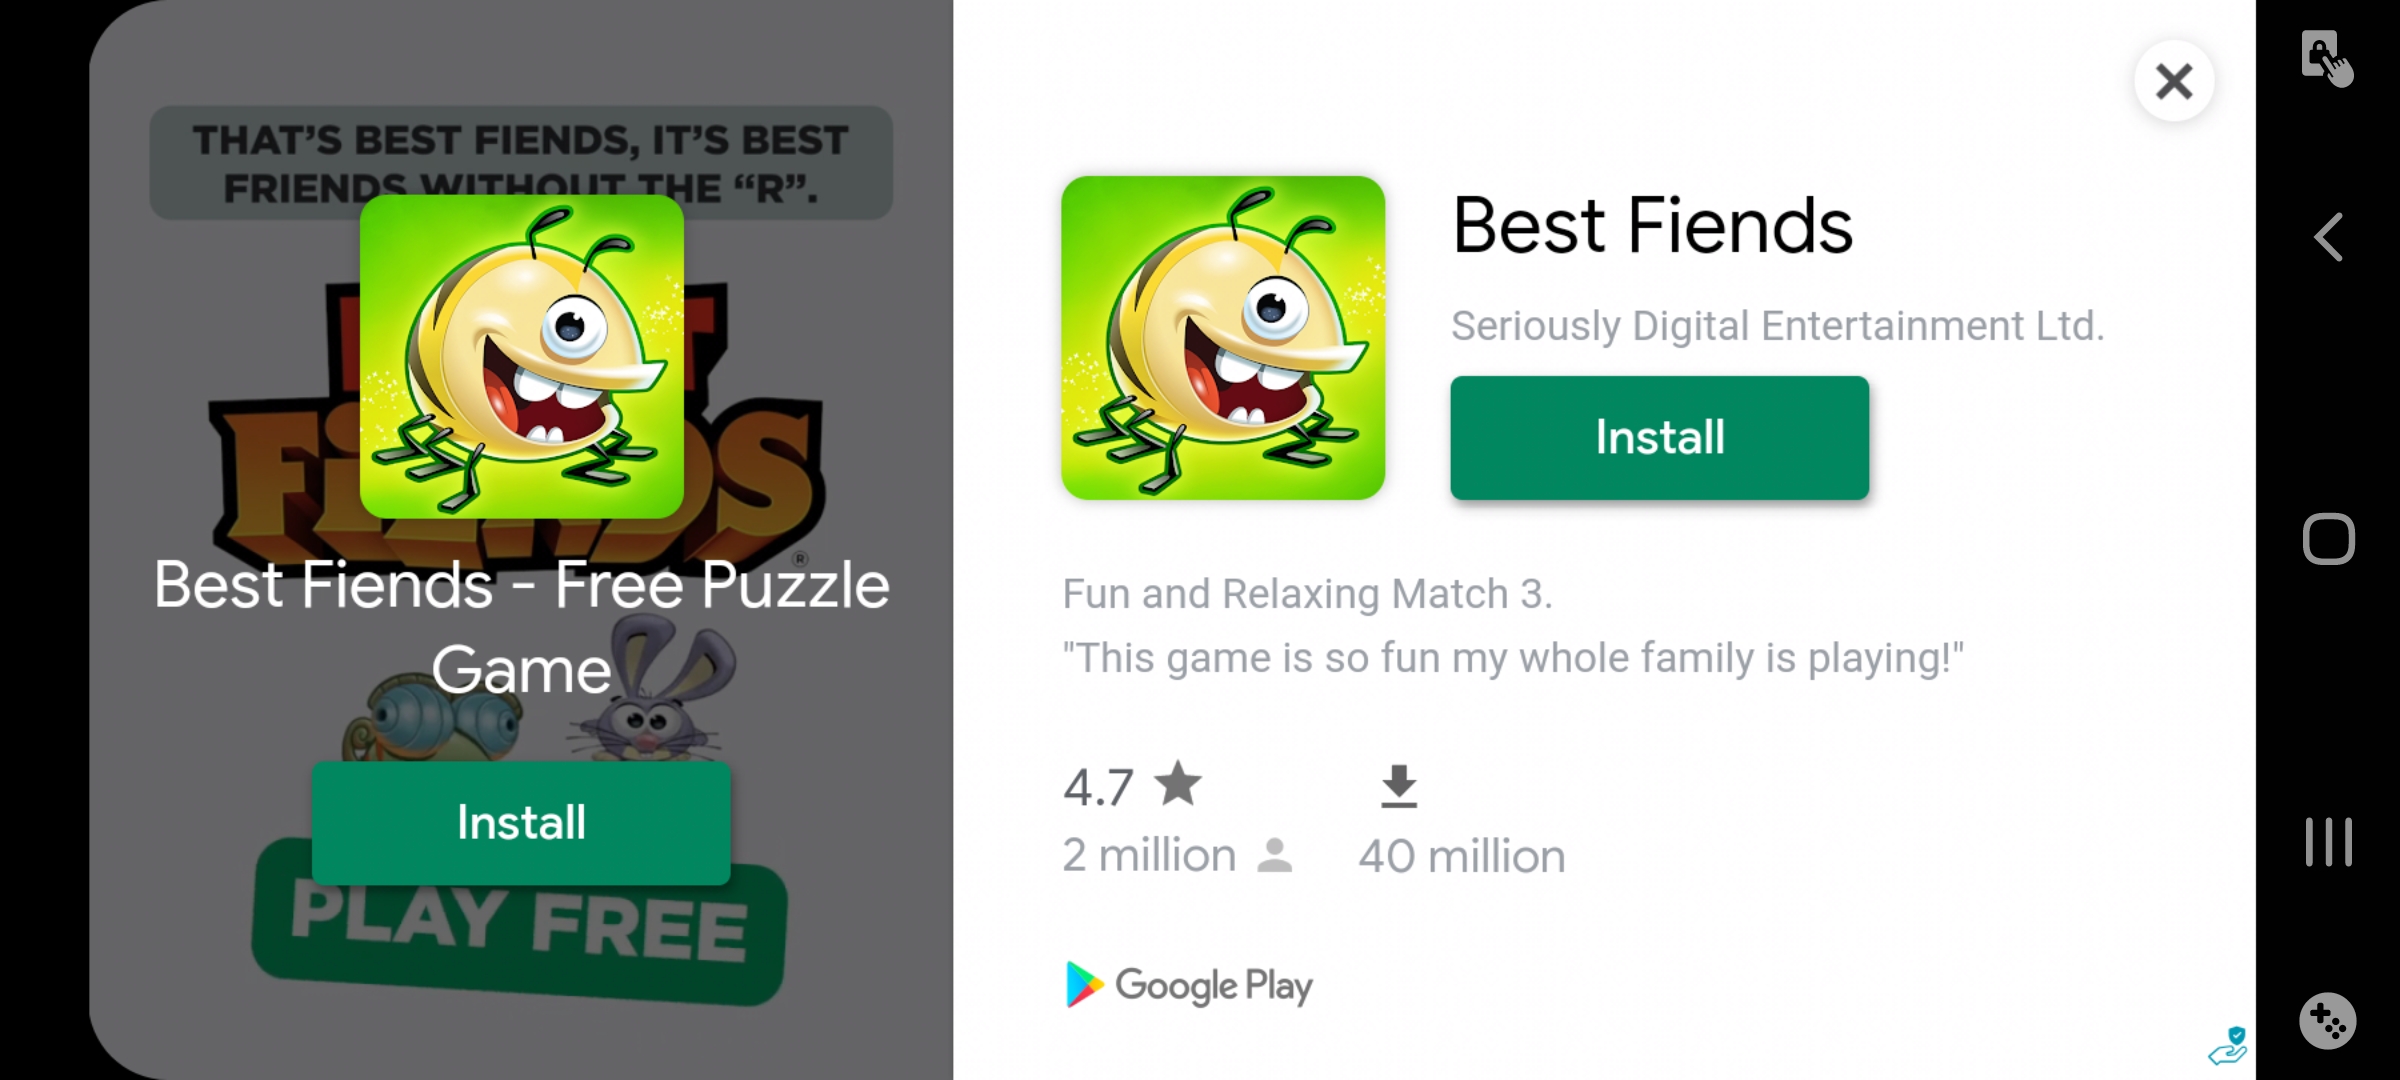 THAT’S BEST FIENDS, IT’S BEST
FRIENDS WITHOUT THE “R”.
FIENDS
®
Best Fiends - Free Puzzle
Game
Install
PLAY FREE
Best Fiends
Seriously Digital Entertainment Ltd.
Install
Fun and Relaxing Match 3.
"This game is so fun my whole family is playing!"
4.7
2 million
40 million
Google Play